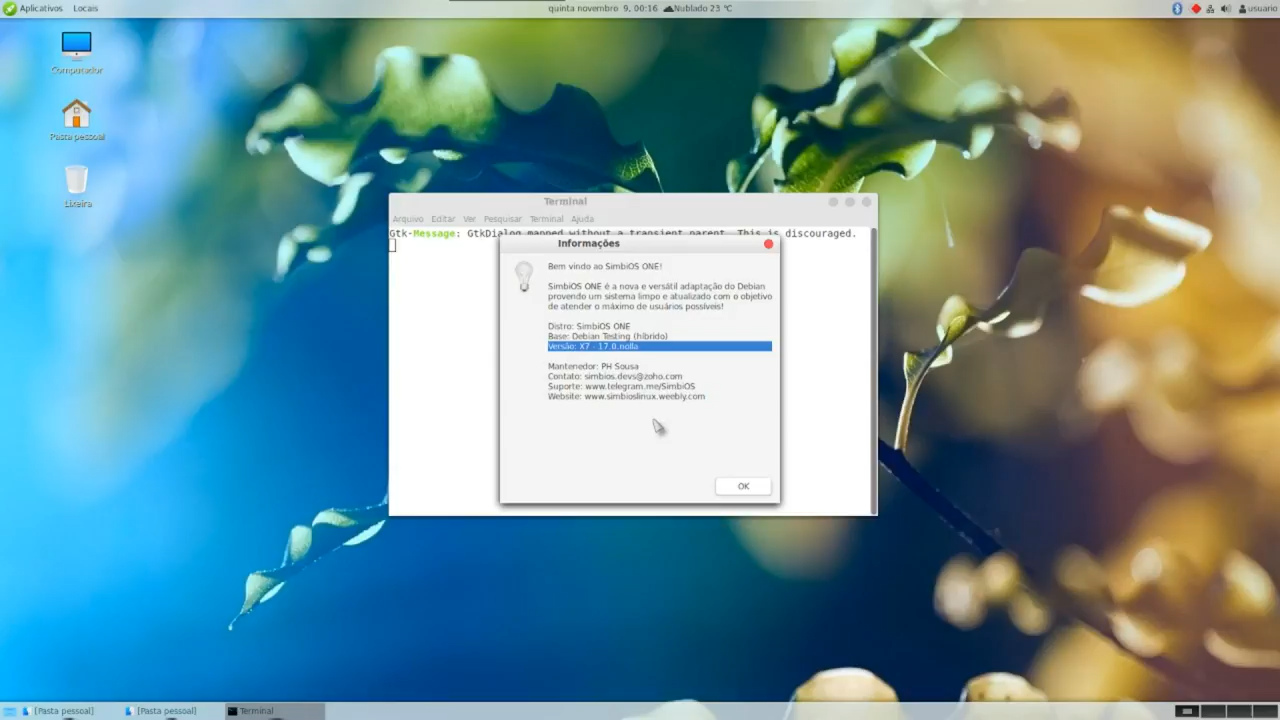 Aplicativos Locais
quinta novembro 9, 00:16 Nublado 23 °C
usuario
Computador
Pasta pessoal
Lixeira
Terminal
Arquivo Editar Ver Pesquisar Terminal Ajuda
Gtk-Message: GtkDialog mapped without a transient parent. This is discouraged.
Informações
Bem vindo ao SimbiOS ONE!
SimbiOS ONE é a nova e versátil adaptação do Debian
provendo um sistema limpo e atualizado com o objetivo
de atender o máximo de usuários possíveis!
Distro: SimbiOS ONE
Base: Debian Testing (híbrido)
Versão: X7 - 17.0.nolla
Mantenedor: PH Sousa
Contato: simbios.devs@zoho.com
Suporte: www.telegram.me/SimbiOS
Website: www.simbioslinux.weebly.com
OK
[Pasta pessoal] [Pasta pessoal] Terminal